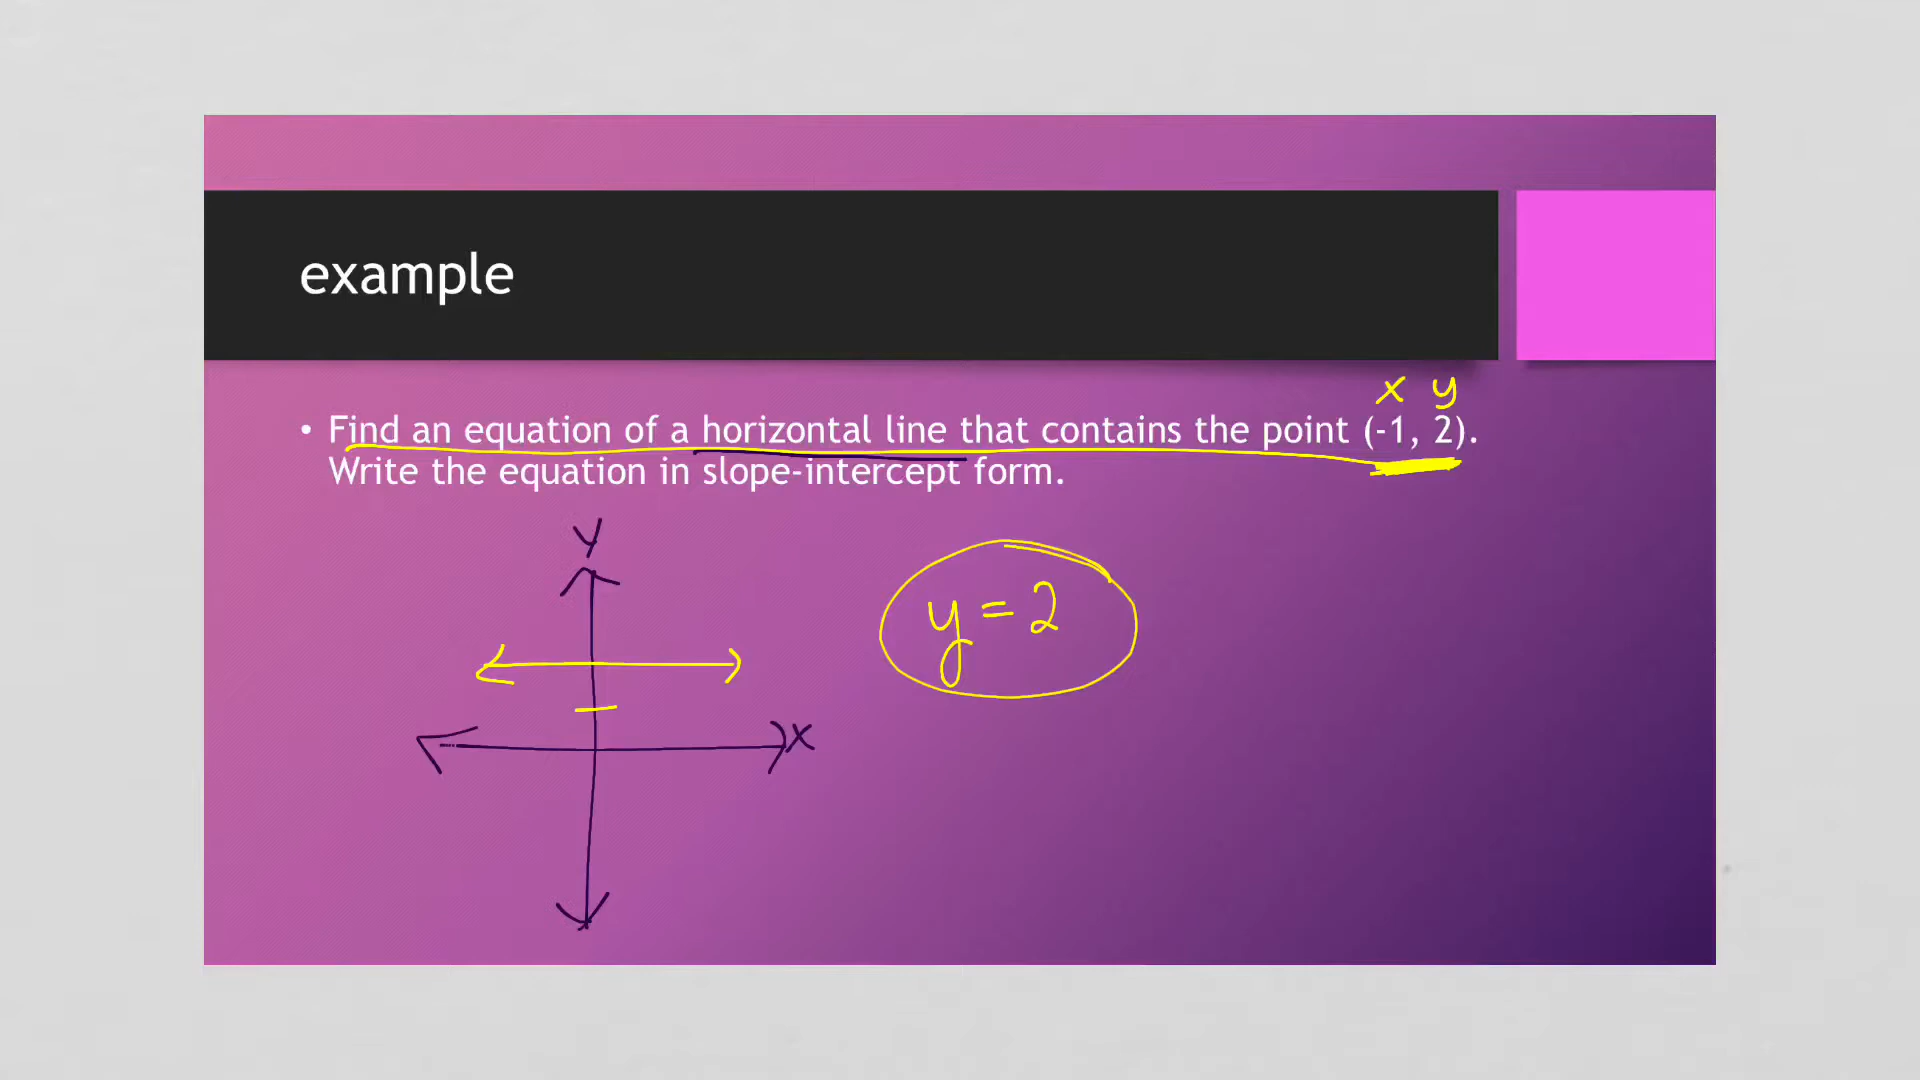 example
x y
• Find an equation of a horizontal line that contains the point (-1, 2).
Write the equation in slope-intercept form.
y
y = 2
x